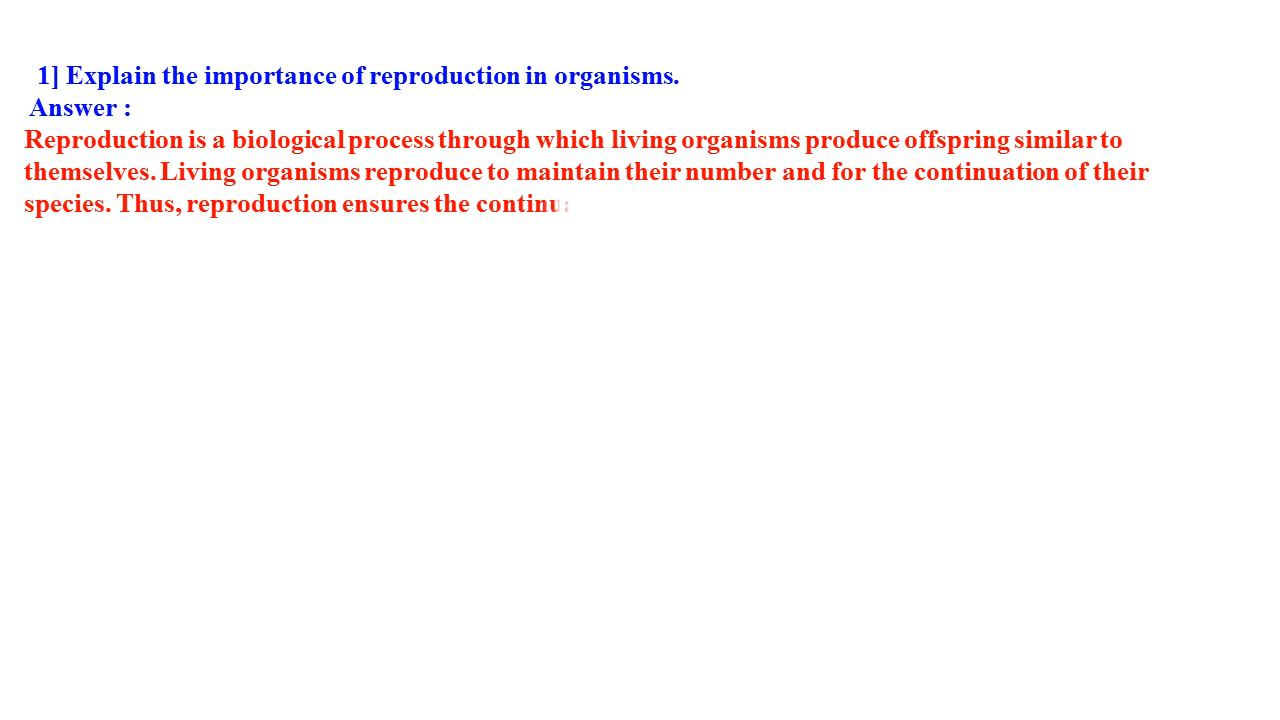 1] Explain the importance of reproduction in organisms.
Answer :
Reproduction is a biological process through which living organisms produce offspring similar to
themselves. Living organisms reproduce to maintain their number and for the continuation of their
species. Thus, reproduction ensures the